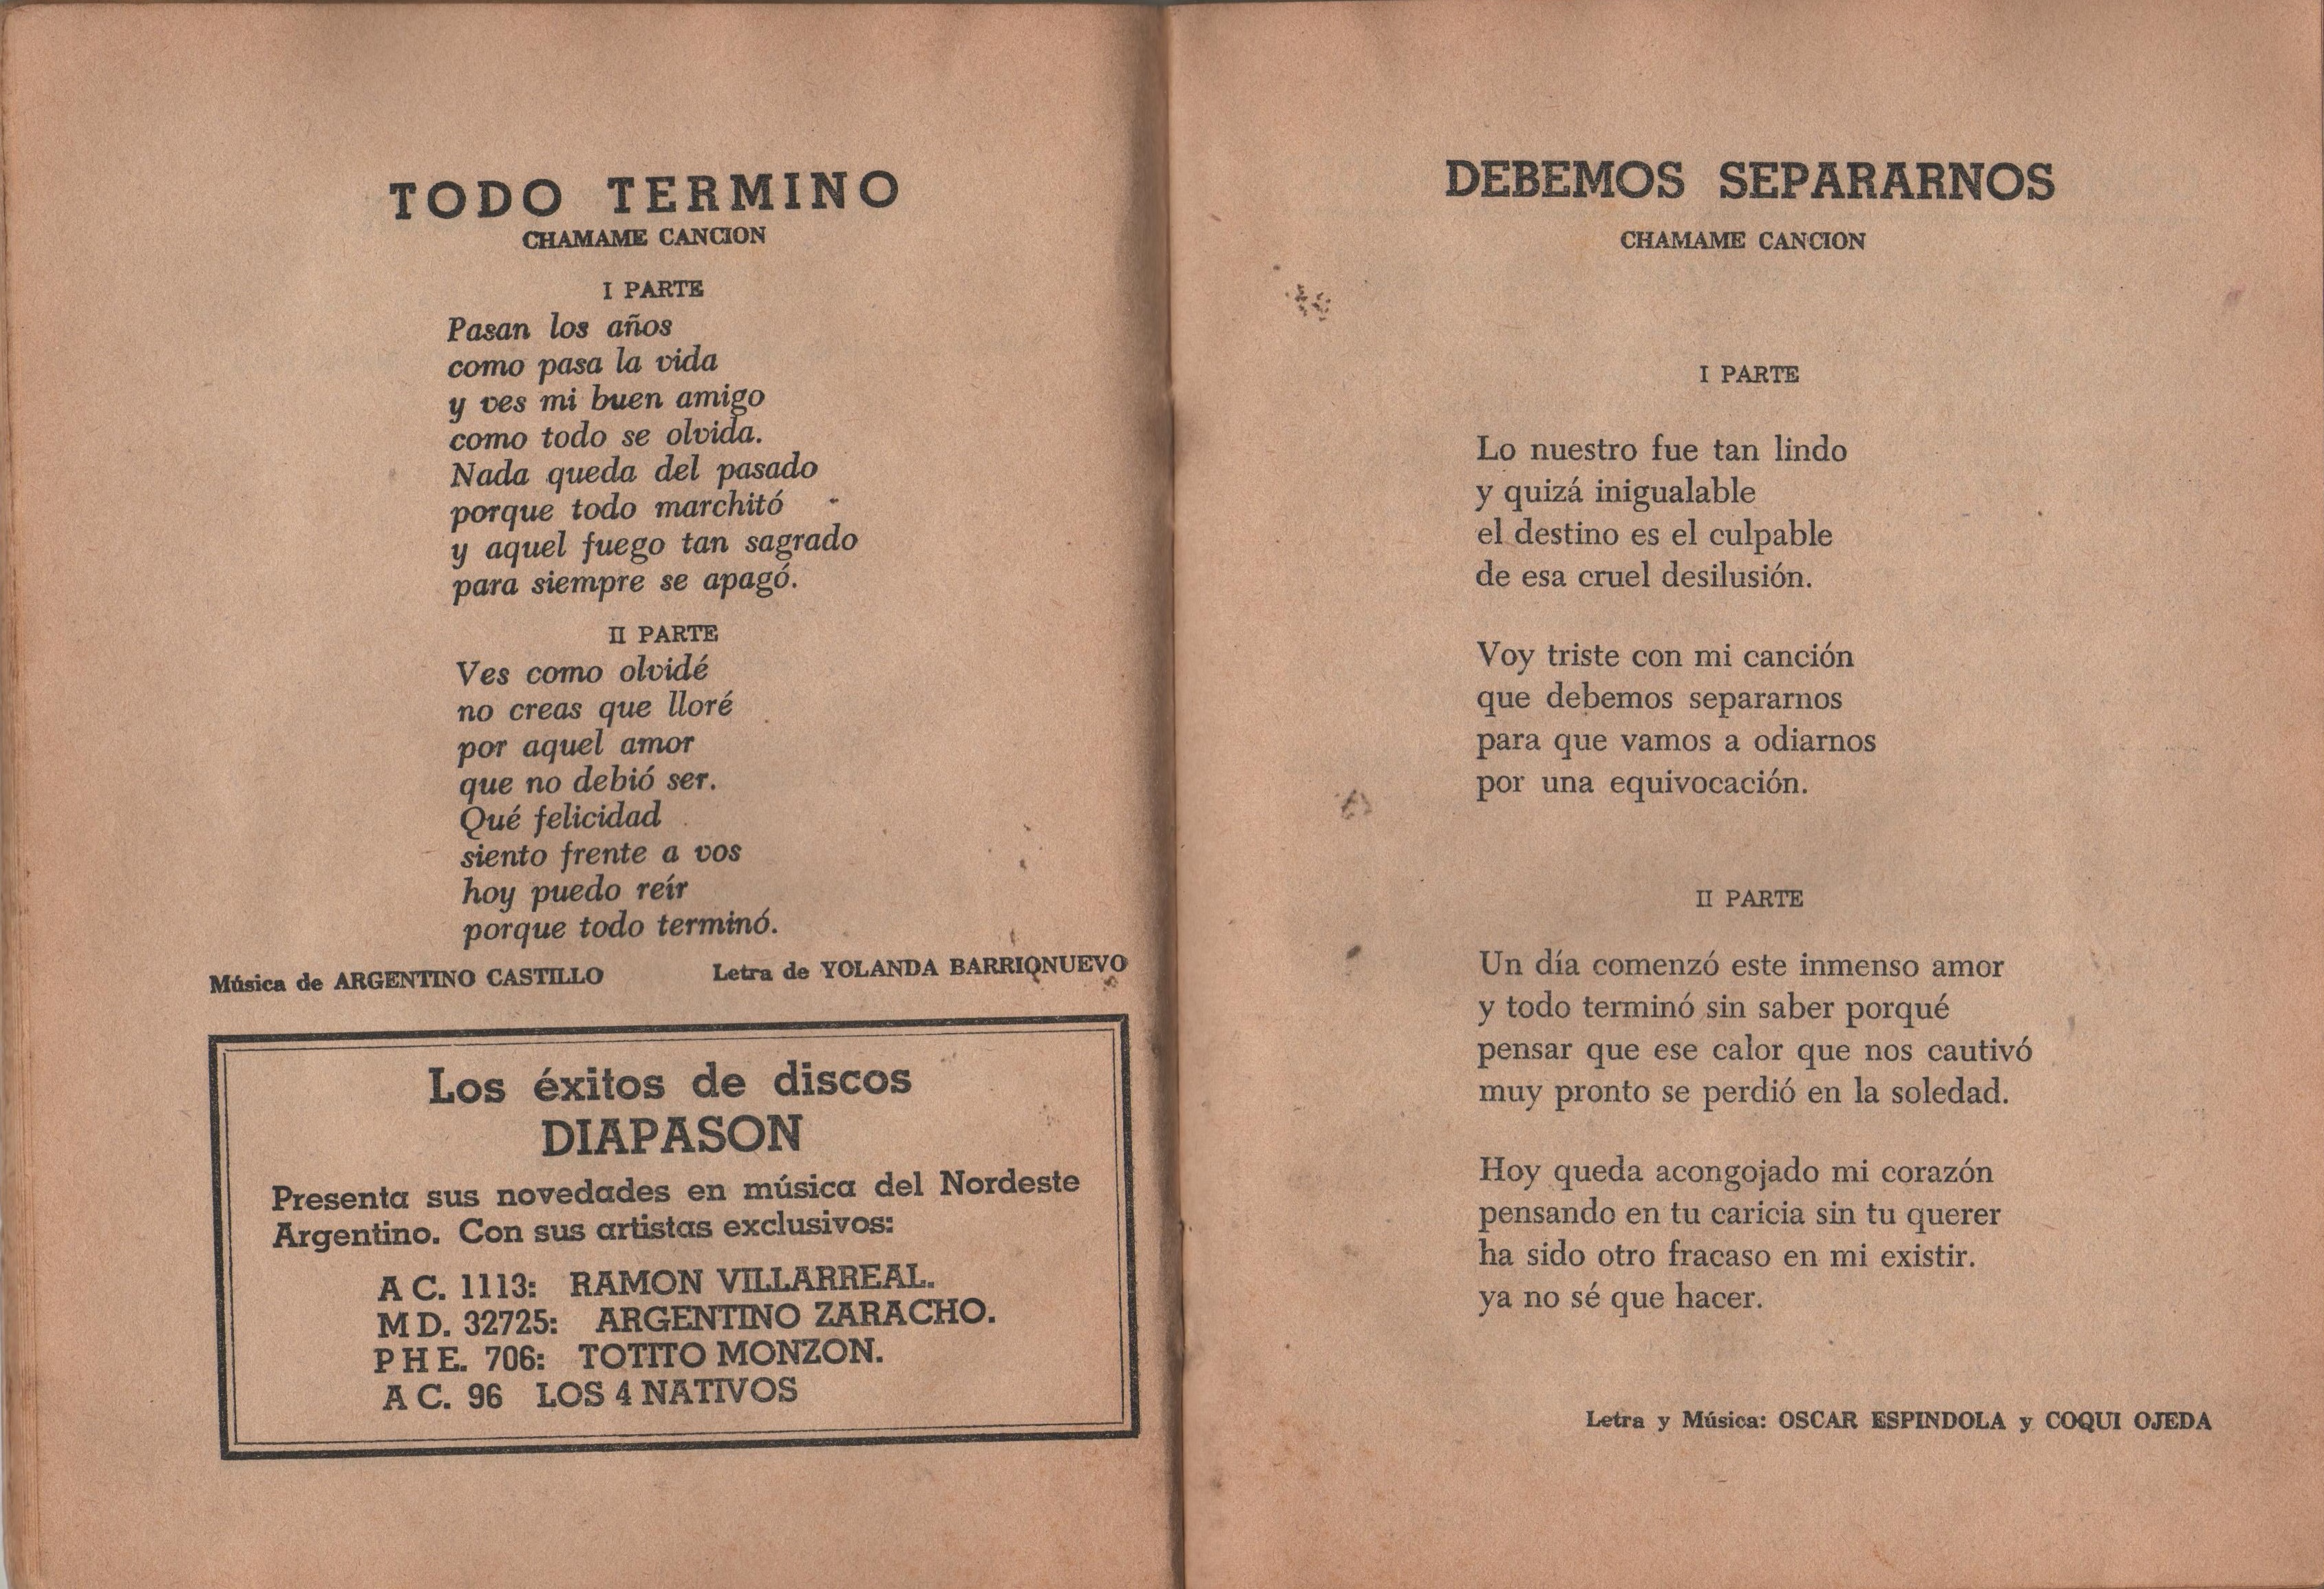 TODO TERMINO
CHAMAME CANCION
I PARTE
Pasan los años
como pasa la vida
y ves mi buen amigo
como todo se olvida.
Nada queda del pasado
porque todo marchitó
y aquel fuego tan sagrado
para siempre se apagó.
II PARTE
Ves como olvidé
no creas que lloré
por aquel amor
que no debió ser.
Qué felicidad
siento frente a vos
hoy puedo reír
porque todo terminó.
Música de ARGENTINO CASTILLO Letra de YOLANDA BARRIONUEVO
Los éxitos de discos
DIAPASON
Presenta sus novedades en música del Nordeste
Argentino. Con sus artistas exclusivos:
A C. 1113: RAMON VILLARREAL.
M D. 32725: ARGENTINO ZARACHO.
P H E. 706: TOTITO MONZON.
A C. 96 LOS 4 NATIVOS
DEBEMOS SEPARARNOS
CHAMAME CANCION
I PARTE
Lo nuestro fue tan lindo
y quizá inigualable
el destino es el culpable
de esa cruel desilusión.
Voy triste con mi canción
que debemos separarnos
para que vamos a odiarnos
por una equivocación.
II PARTE
Un día comenzó este inmenso amor
y todo terminó sin saber porqué
pensar que ese calor que nos cautivó
muy pronto se perdió en la soledad.
Hoy queda acongojado mi corazón
pensando en tu caricia sin tu querer
ha sido otro fracaso en mi existir.
ya no sé que hacer.
Letra y Música: OSCAR ESPINDOLA y COQUI OJEDA